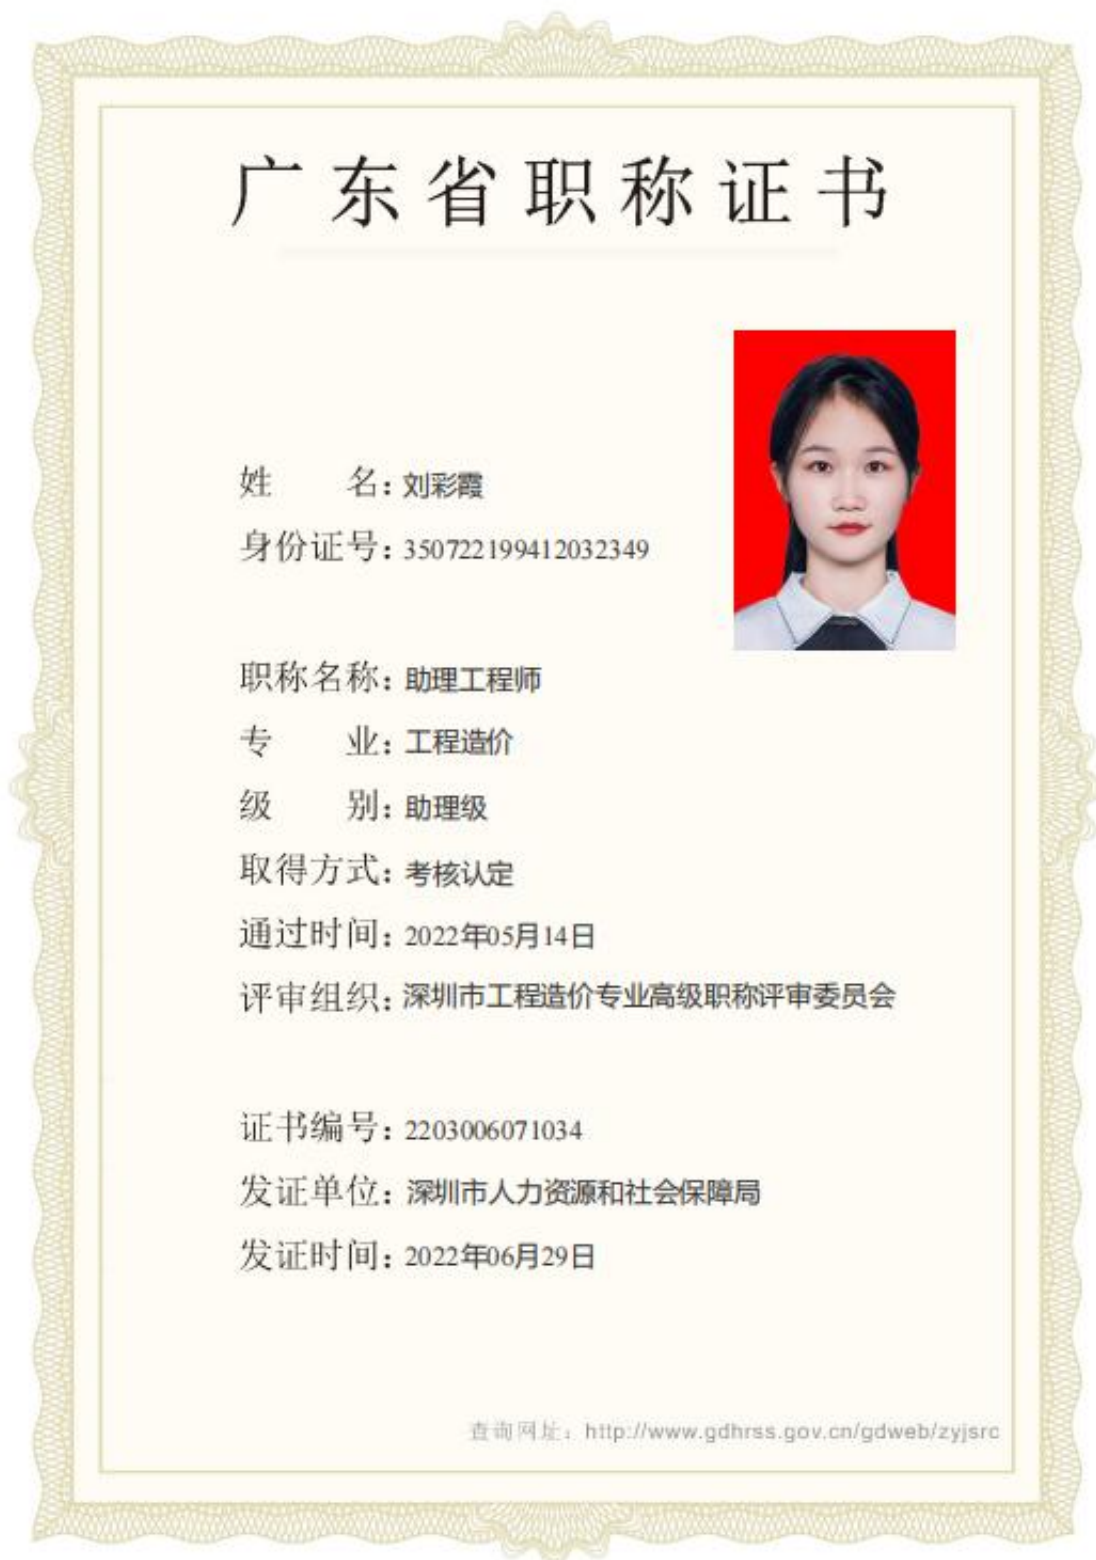 广东省职称证书
姓 名：刘彩霞
身份证号：350722199412032349
职称名称：助理工程师
专 业：工程造价
级 别：助理级
取得方式：考核认定
通过时间：2022年05月14日
评审组织：深圳市工程造价专业高级职称评审委员会
证书编号：2203006071034
发证单位：深圳市人力资源和社会保障局
发证时间：2022年06月29日
查询网址：http://www.gdhrss.gov.cn/gdweb/zyjsrc